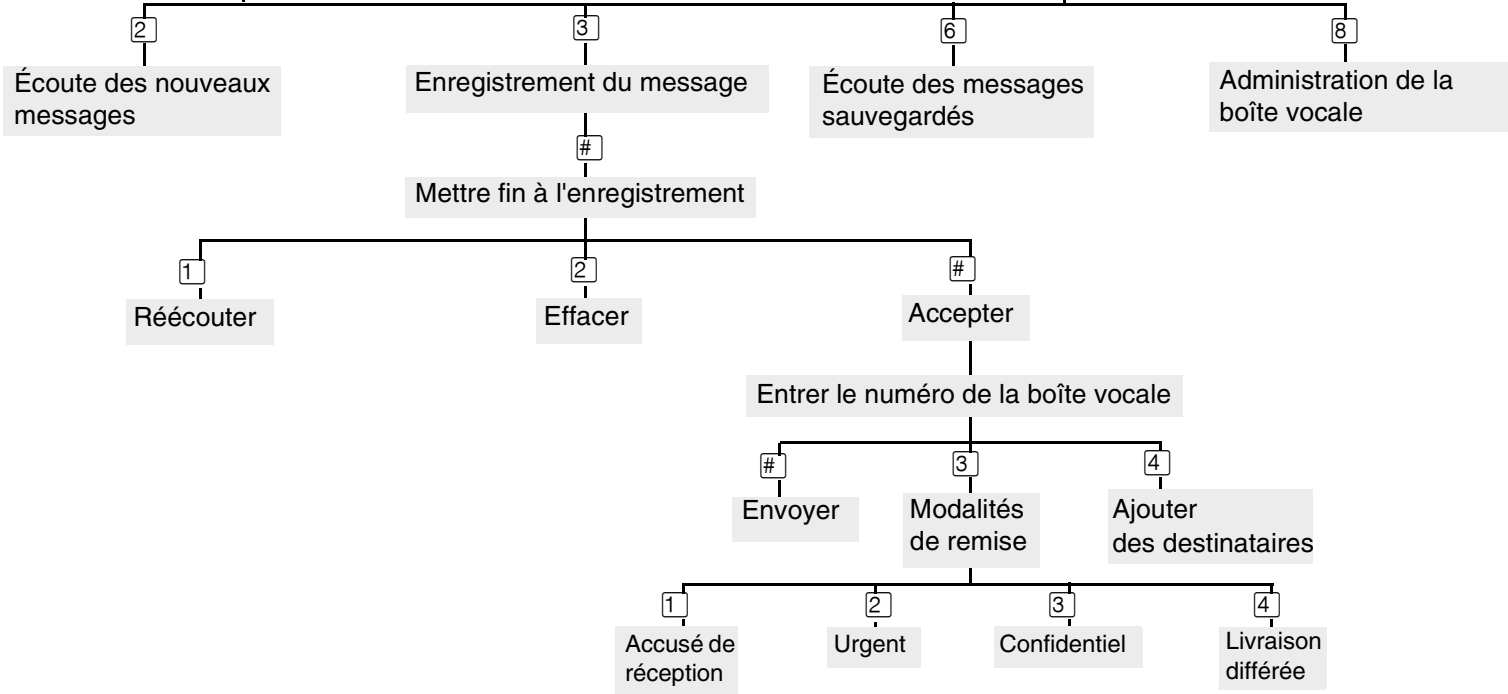 2
3
6
8
Écoute des nouveaux
messages
Enregistrement du message
Écoute des messages
sauvegardés
Administration de la
boîte vocale
#
Mettre fin à l'enregistrement
1
2
#
Réécouter
Effacer
Accepter
Entrer le numéro de la boîte vocale
#
3
4
Envoyer
Modalités
de remise
Ajouter
des destinataires
1
2
3
4
Accusé de
réception
Urgent
Confidentiel
Livraison
différée